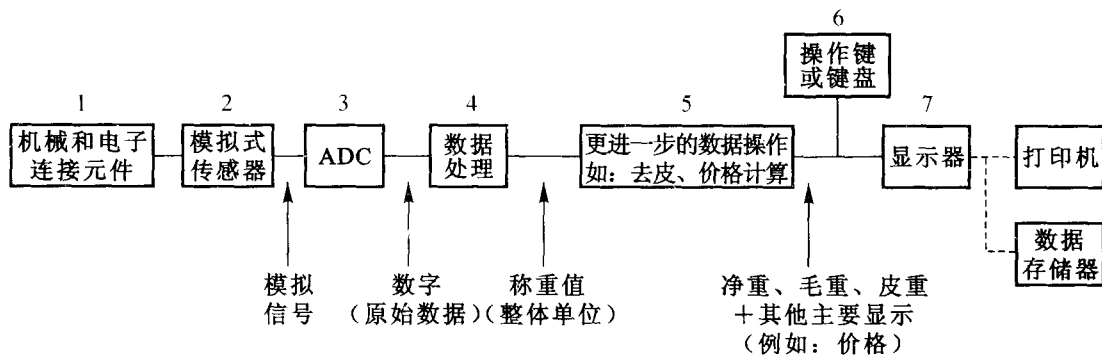 6
操作键
或键盘
1
2
3
4
5
7
机械和电子
连接元件
模拟式
传感器
ADC
数据
处理
更进一步的数据操作
如：去皮、价格计算
显示器
打印机
数据
存储器
模拟
信号
数字
（原始数据）
称重值
（整体单位）
净重、毛重、皮重
＋其他主要显示
（例如：价格）